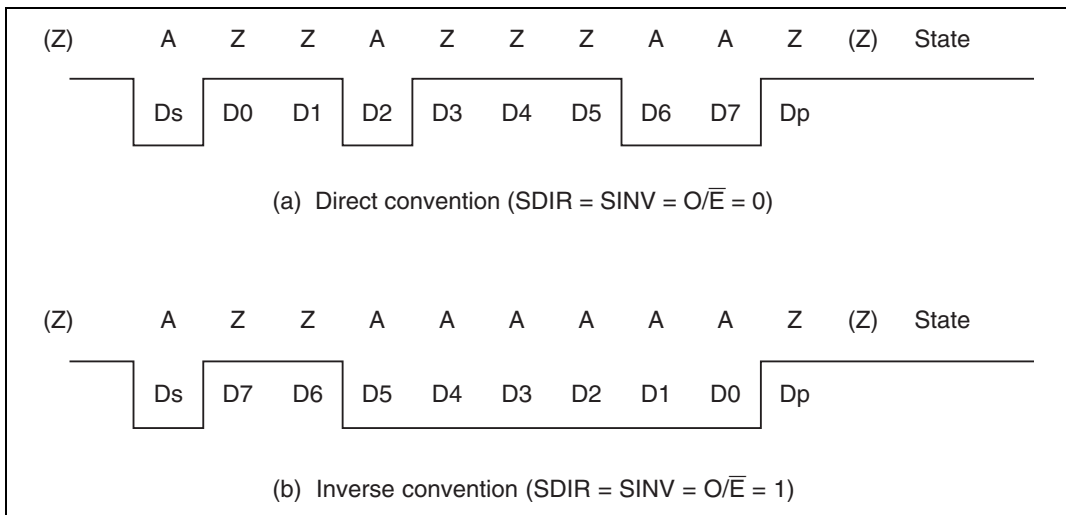 (Z) A Z Z A Z Z Z A A Z (Z) State
Ds D0 D1 D2 D3 D4 D5 D6 D7 Dp
(a) Direct convention (SDIR = SINV = O/E̅ = 0)
(Z) A Z Z A A A A A A Z (Z) State
Ds D7 D6 D5 D4 D3 D2 D1 D0 Dp
(b) Inverse convention (SDIR = SINV = O/E̅ = 1)